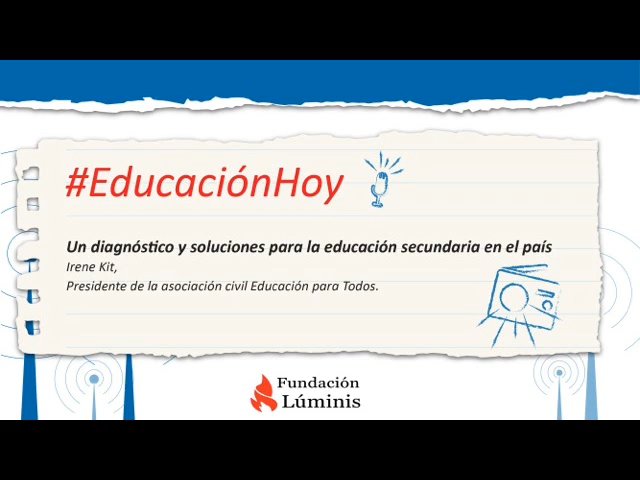 #EducaciónHoy
Un diagnóstico y soluciones para la educación secundaria en el país
Irene Kit,
Presidente de la asociación civil Educación para Todos.
Fundación
Lúminis